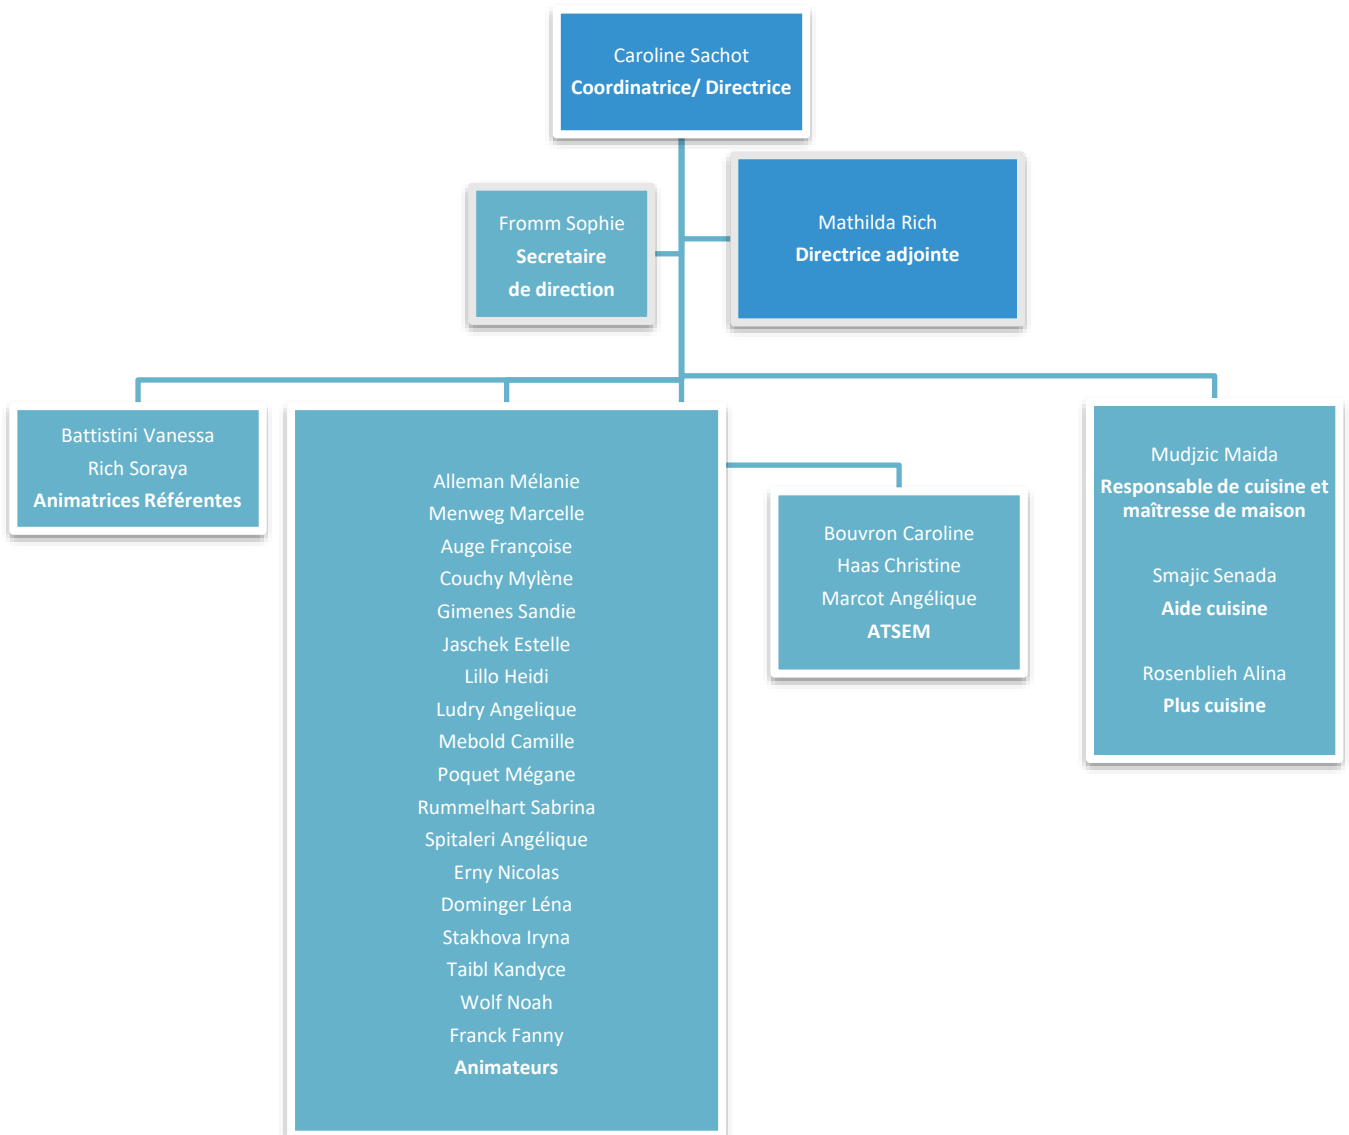 Caroline Sachot
Coordinatrice/ Directrice
Fromm Sophie
Secretaire
de direction
Mathilda Rich
Directrice adjointe
Battistini Vanessa
Rich Soraya
Animatrices Référentes
Alleman Mélanie
Menweg Marcelle
Auge Françoise
Couchy Mylène
Gimenes Sandie
Jaschek Estelle
Lillo Heidi
Ludry Angelique
Mebold Camille
Poquet Mégane
Rummelhart Sabrina
Spitaleri Angélique
Erny Nicolas
Dominger Léna
Stakhova Iryna
Taibl Kandyce
Wolf Noah
Franck Fanny
Animateurs
Bouvron Caroline
Haas Christine
Marcot Angélique
ATSEM
Mudjzic Maida
Responsable de cuisine et
maîtresse de maison
Smajic Senada
Aide cuisine
Rosenblieh Alina
Plus cuisine